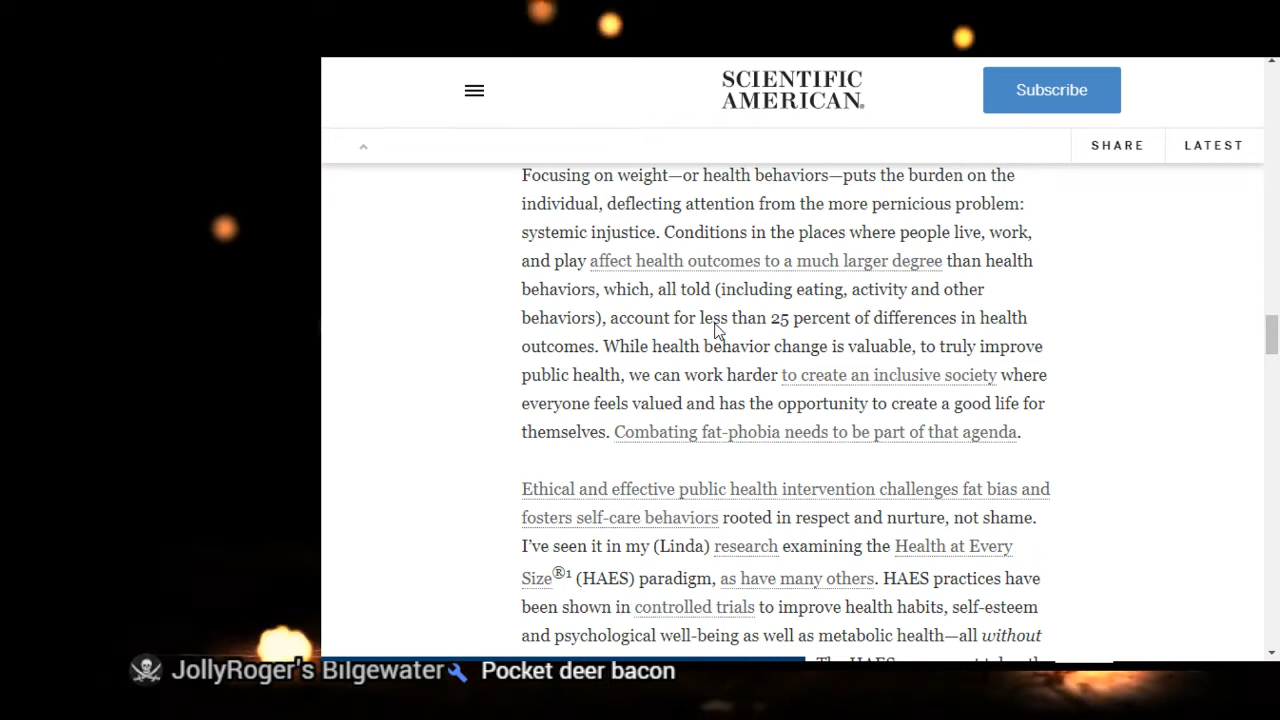 SCIENTIFIC
AMERICAN®
Subscribe
SHARE
LATEST
Focusing on weight—or health behaviors—puts the burden on the
individual, deflecting attention from the more pernicious problem:
systemic injustice. Conditions in the places where people live, work,
and play affect health outcomes to a much larger degree than health
behaviors, which, all told (including eating, activity and other
behaviors), account for less than 25 percent of differences in health
outcomes. While health behavior change is valuable, to truly improve
public health, we can work harder to create an inclusive society where
everyone feels valued and has the opportunity to create a good life for
themselves. Combating fat-phobia needs to be part of that agenda.
Ethical and effective public health intervention challenges fat bias and
fosters self-care behaviors rooted in respect and nurture, not shame.
I’ve seen it in my (Linda) research examining the Health at Every
Size®¹ (HAES) paradigm, as have many others. HAES practices have
been shown in controlled trials to improve health habits, self-esteem
and psychological well-being as well as metabolic health—all without
JollyRoger's Bilgewater Pocket deer bacon